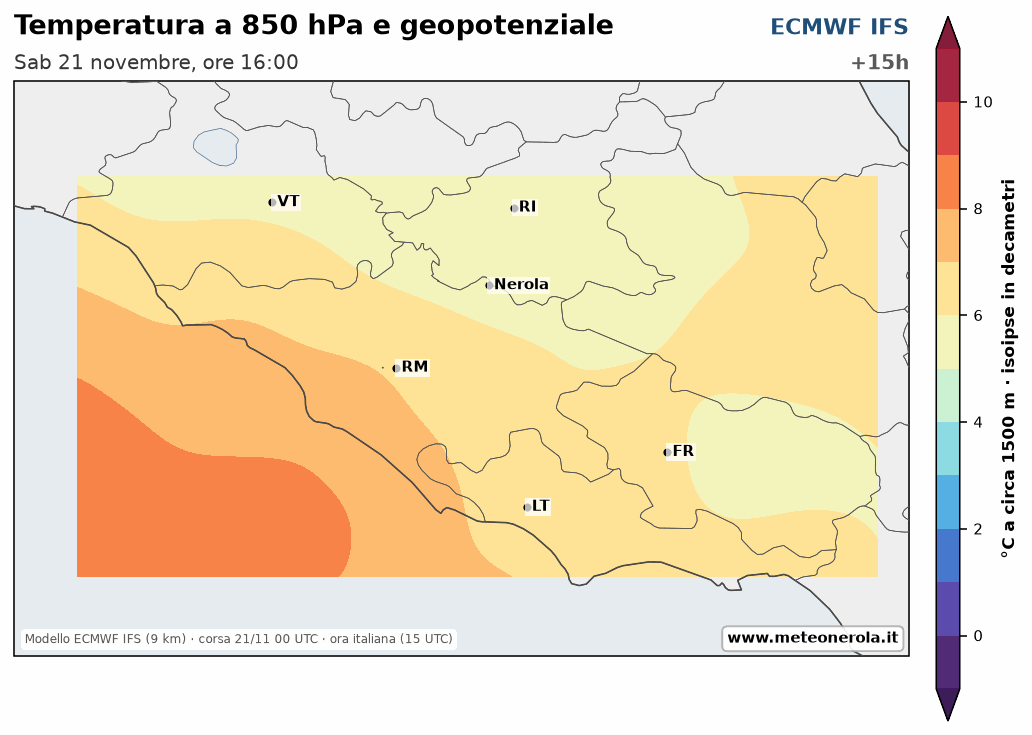 Temperatura a 850 hPa e geopotenziale
ECMWF IFS
Sab 21 novembre, ore 16:00
+15h
VT
RI
Nerola
RM
FR
LT
10
8
6
4
2
0
°C a circa 1500 m · isoipse in decametri
Modello ECMWF IFS (9 km) · corsa 21/11 00 UTC · ora italiana (15 UTC)
www.meteonerola.it